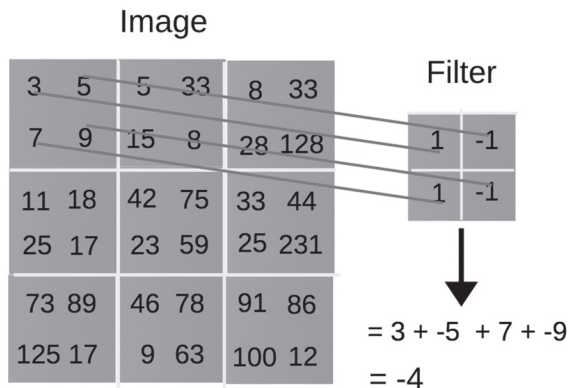 Image
3 5 5 33 8 33
7 9 15 8 28 128
11 18 42 75 33 44
25 17 23 59 25 231
73 89 46 78 91 86
125 17 9 63 100 12
Filter
1 -1
1 -1
= 3 + -5 + 7 + -9
= -4